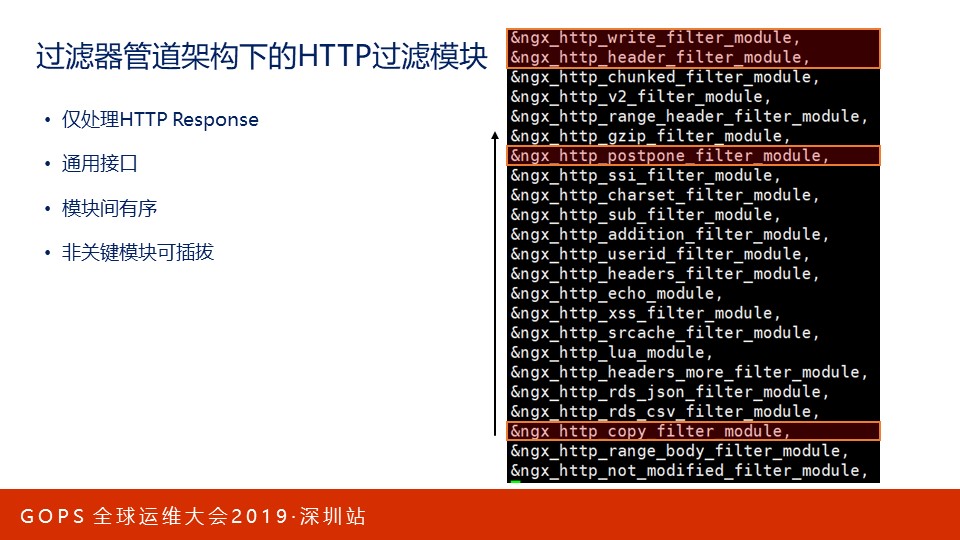 过滤器管道架构下的HTTP过滤模块
• 仅处理HTTP Response
• 通用接口
• 模块间有序
• 非关键模块可插拔
&ngx_http_write_filter_module,
&ngx_http_header_filter_module,
&ngx_http_chunked_filter_module,
&ngx_http_v2_filter_module,
&ngx_http_range_header_filter_module,
&ngx_http_gzip_filter_module,
&ngx_http_postpone_filter_module,
&ngx_http_ssi_filter_module,
&ngx_http_charset_filter_module,
&ngx_http_sub_filter_module,
&ngx_http_addition_filter_module,
&ngx_http_userid_filter_module,
&ngx_http_headers_filter_module,
&ngx_http_echo_module,
&ngx_http_xss_filter_module,
&ngx_http_srcache_filter_module,
&ngx_http_lua_module,
&ngx_http_headers_more_filter_module,
&ngx_http_rds_json_filter_module,
&ngx_http_rds_csv_filter_module,
&ngx_http_copy_filter_module,
&ngx_http_range_body_filter_module,
&ngx_http_not_modified_filter_module,
GOPS 全球运维大会2019·深圳站